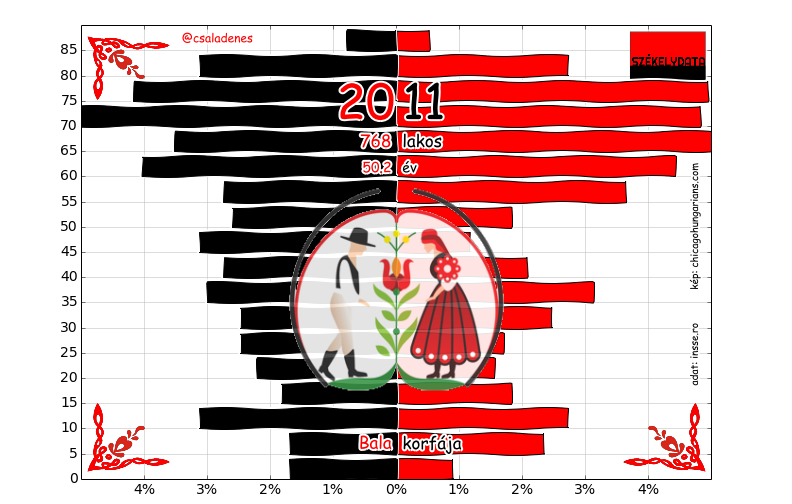 @csaladenes
SZÉKELYDATA
2011
768 lakos
50,2 év
kép: chicagohungarians.com
adat: insse.ro
Bala korfája
85
80
75
70
65
60
55
50
45
40
35
30
25
20
15
10
5
0
4% 3% 2% 1% 0% 1% 2% 3% 4%